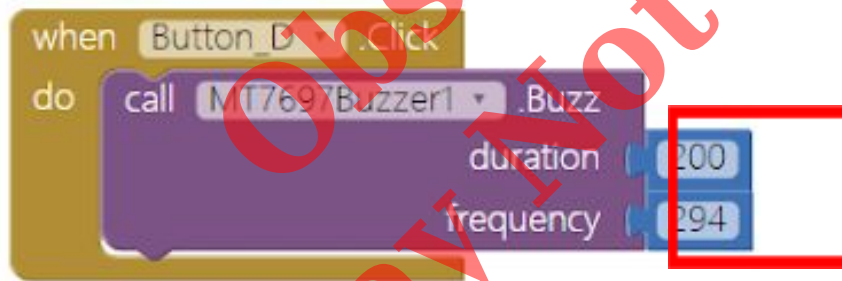 when Button_D .Click
do call MT7697Buzzer1 .Buzz
duration 200
frequency 294